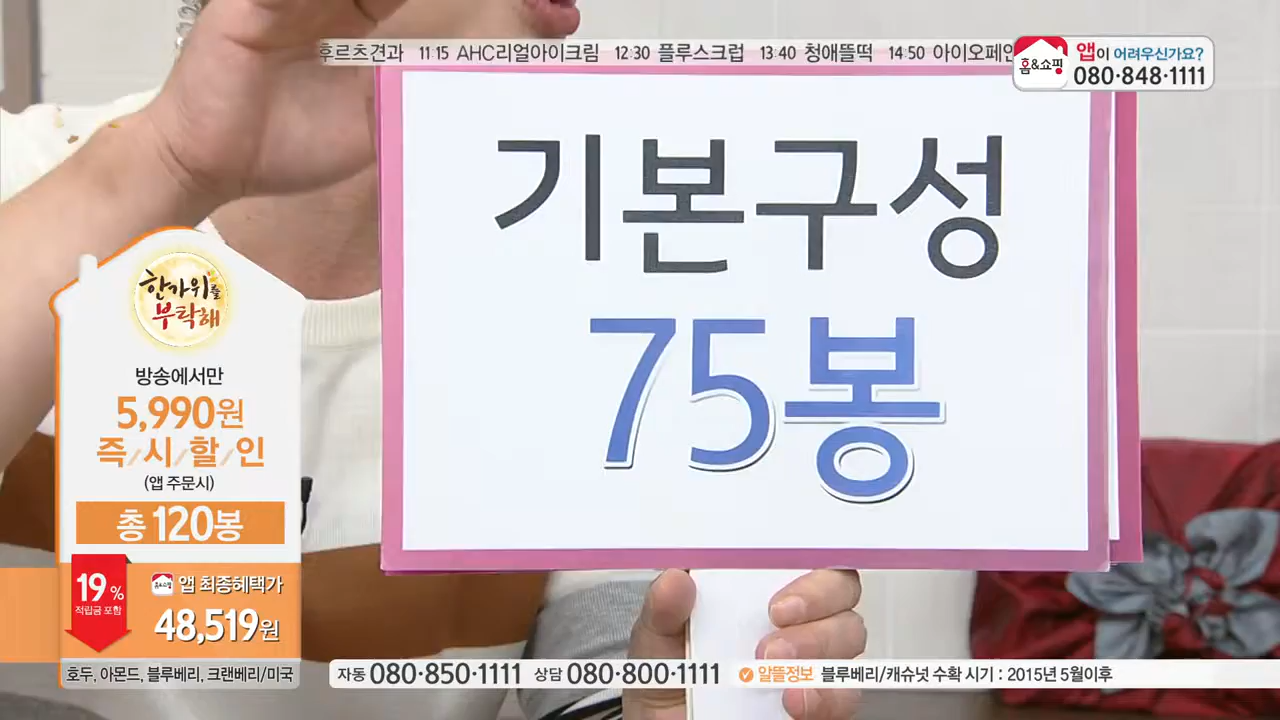 후르츠견과 11:15 AHC리얼아이크림 12:30 플루스크럽 13:40 청애뜰떡 14:50 아이오페인
홈&쇼핑
앱이 어려우신가요?
080·848·1111
기본구성
75봉
한가위를
부탁해
방송에서만
5,990원
즉/시/할/인
(앱 주문시)
총 120봉
19%
적립금 포함
홈&쇼핑 앱 최종혜택가
48,519원
호두, 아몬드, 블루베리, 크랜베리/미국
자동 080·850·1111 상담 080·800·1111
알뜰정보 블루베리/캐슈넛 수확 시기 : 2015년 5월이후